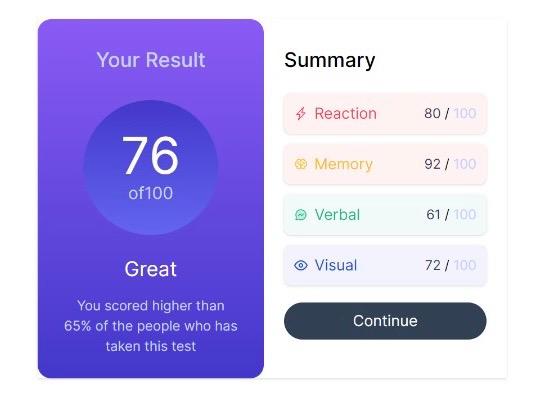 Your Result
76
of100
Great
You scored higher than
65% of the people who has
taken this test
Summary
Reaction 80 / 100
Memory 92 / 100
Verbal 61 / 100
Visual 72 / 100
Continue